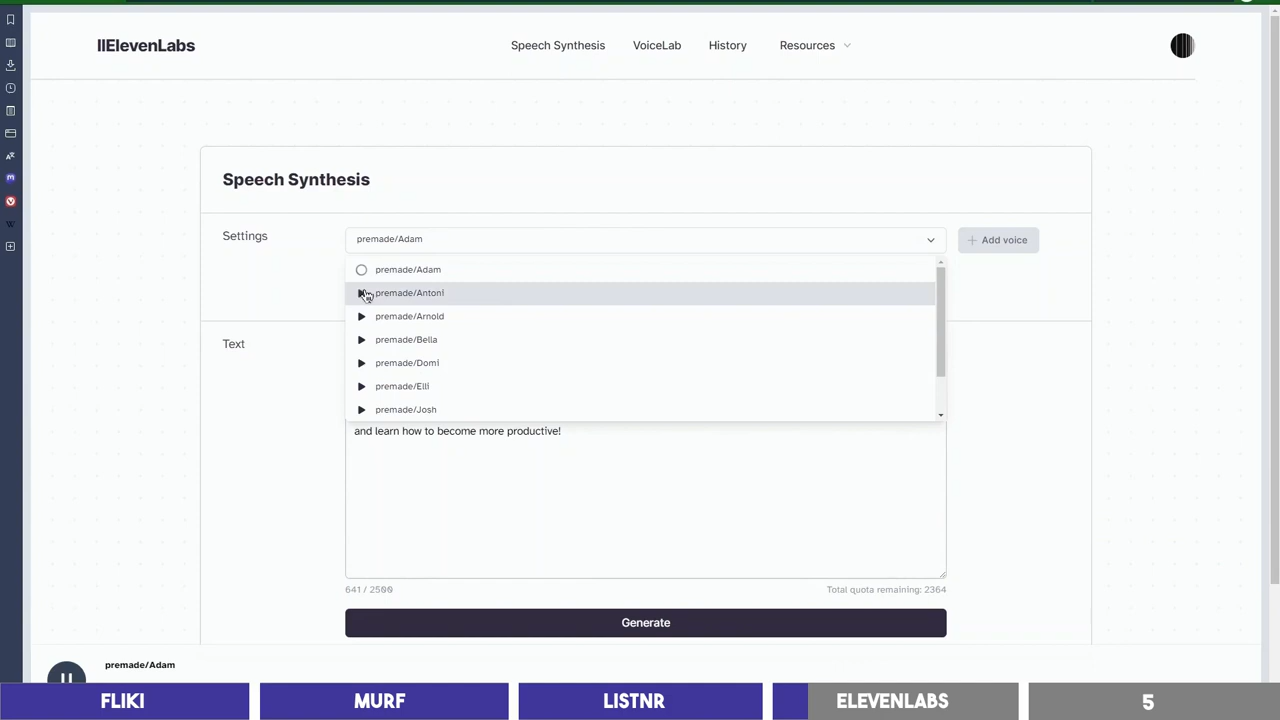 IIElevenLabs
Speech Synthesis
VoiceLab
History
Resources
Speech Synthesis
Settings
premade/Adam
Add voice
premade/Adam
premade/Antoni
premade/Arnold
premade/Bella
premade/Domi
premade/Elli
premade/Josh
Text
and learn how to become more productive!
641 / 2500
Total quota remaining: 2364
Generate
premade/Adam
FLIKI
MURF
LISTNR
ELEVENLABS
5